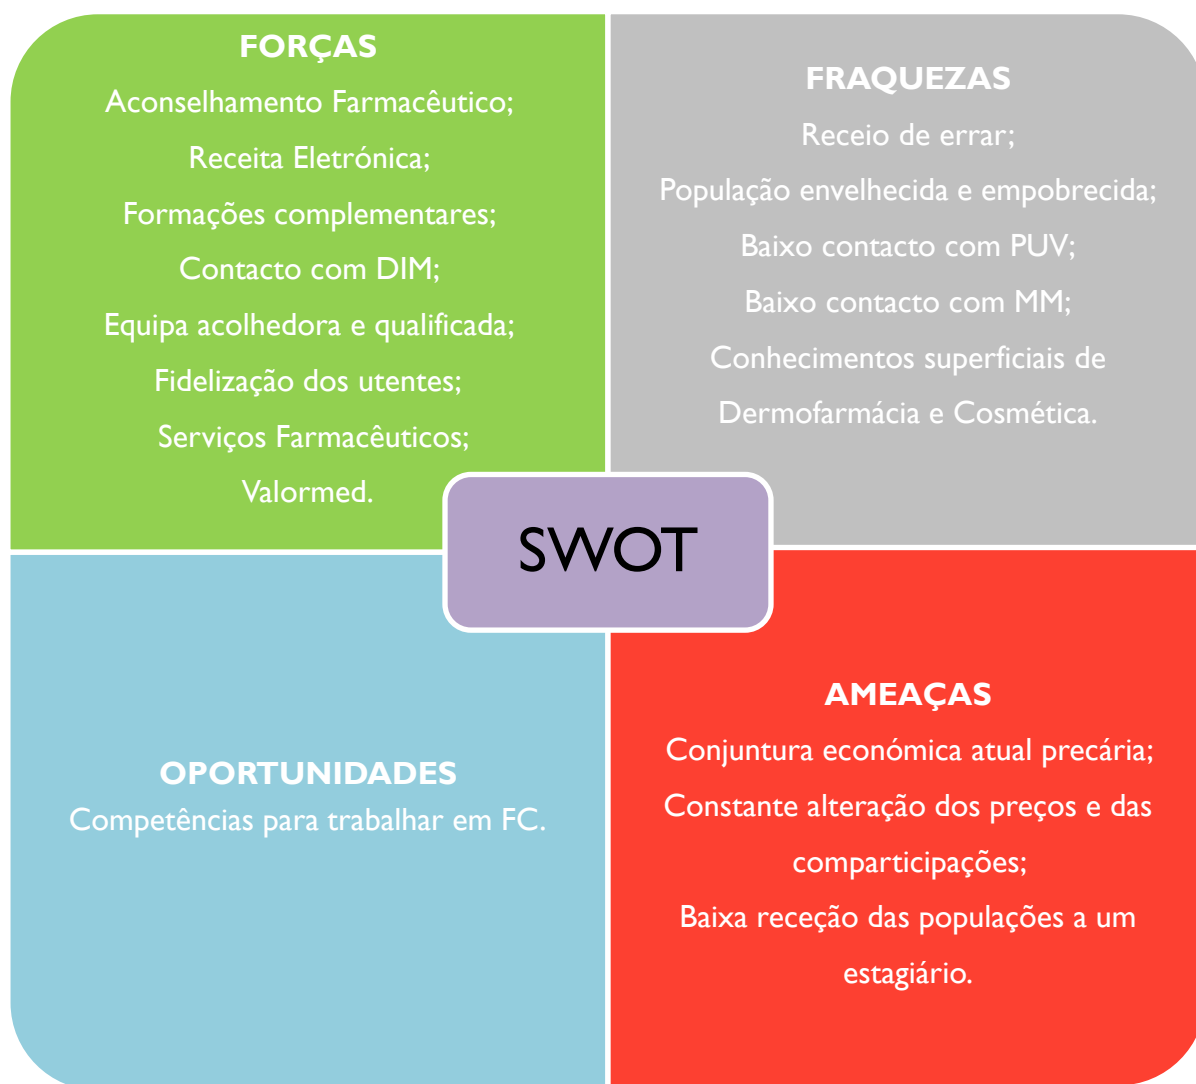 FORÇAS
Aconselhamento Farmacêutico;
Receita Eletrónica;
Formações complementares;
Contacto com DIM;
Equipa acolhedora e qualificada;
Fidelização dos utentes;
Serviços Farmacêuticos;
Valormed.
FRAQUEZAS
Receio de errar;
População envelhecida e empobrecida;
Baixo contacto com PUV;
Baixo contacto com MM;
Conhecimentos superficiais de
Dermofarmácia e Cosmética.
SWOT
OPORTUNIDADES
Competências para trabalhar em FC.
AMEAÇAS
Conjuntura económica atual precária;
Constante alteração dos preços e das
comparticipações;
Baixa receção das populações a um
estagiário.